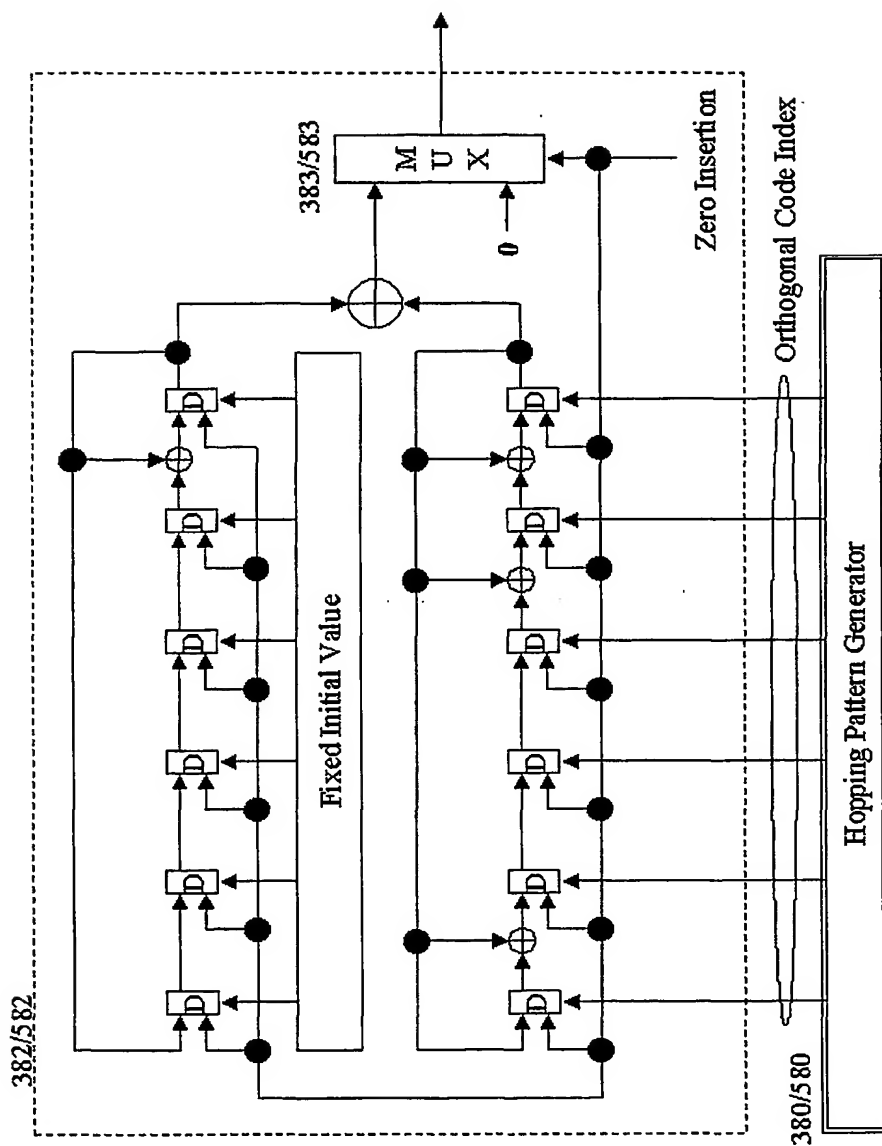 382/582
D
D
D
D
D
D
Fixed Initial Value
383/583
M
U
X
0
D
D
D
D
D
D
Zero Insertion
Orthogonal Code Index
380/580
Hopping Pattern Generator